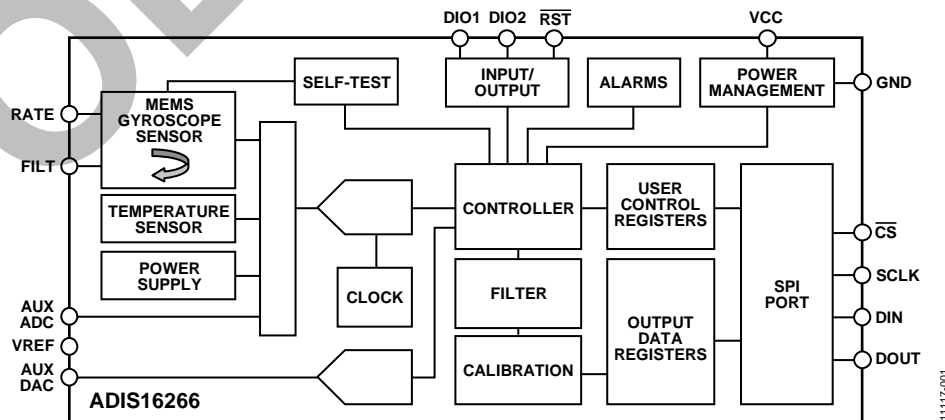 DIO1 DIO2 RST VCC
SELF-TEST
INPUT/
OUTPUT
ALARMS
POWER
MANAGEMENT
GND
RATE
FILT
MEMS
GYROSCOPE
SENSOR
TEMPERATURE
SENSOR
POWER
SUPPLY
CLOCK
CONTROLLER
FILTER
CALIBRATION
USER
CONTROL
REGISTERS
OUTPUT
DATA
REGISTERS
SPI
PORT
CS
SCLK
DIN
DOUT
AUX
ADC
VREF
AUX
DAC
ADIS16266
11117-001